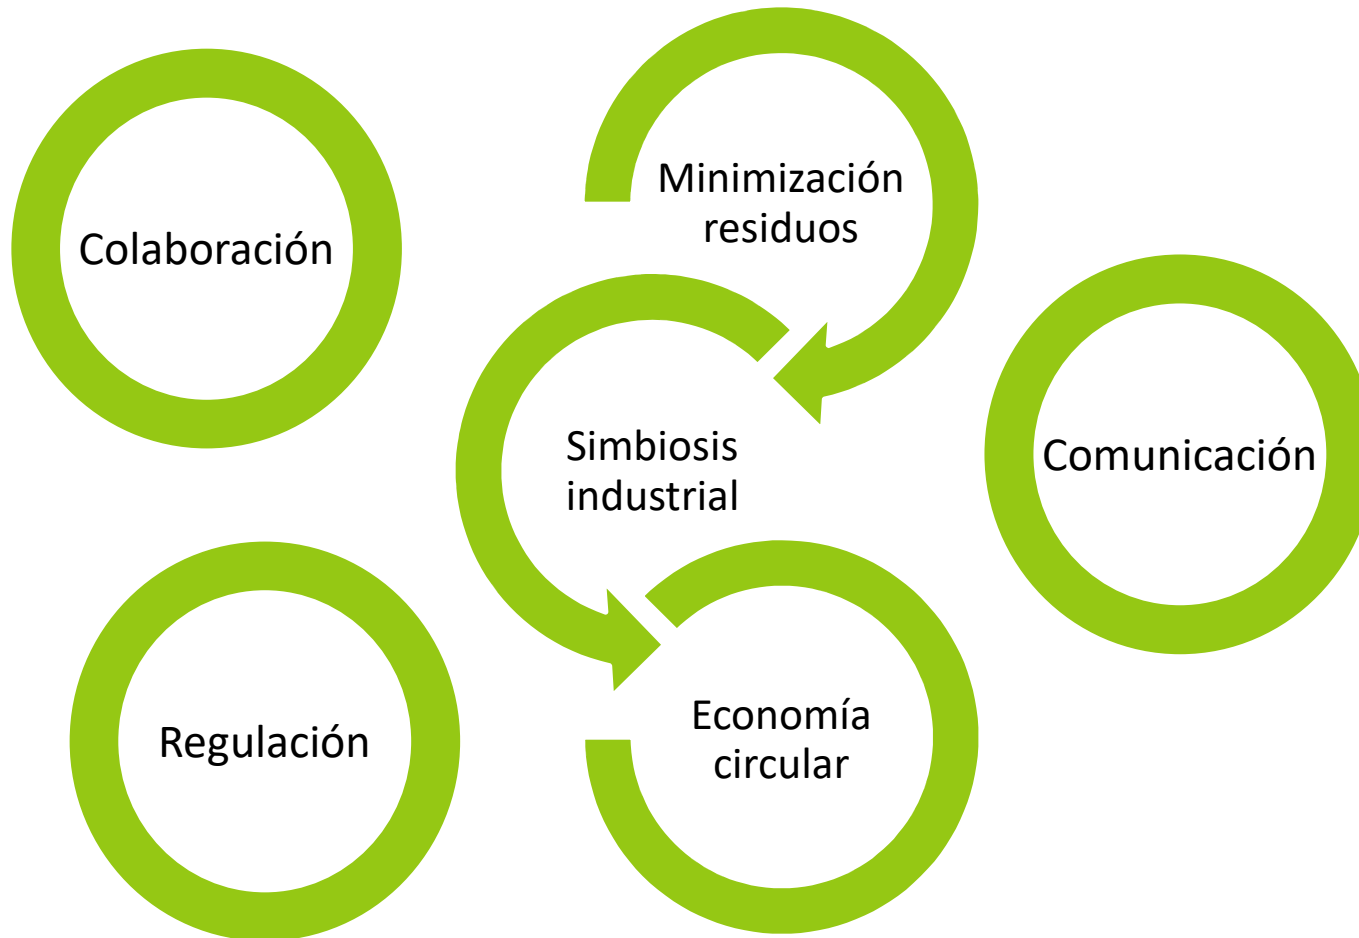 Colaboración
Minimización
residuos
Simbiosis
industrial
Comunicación
Regulación
Economía
circular